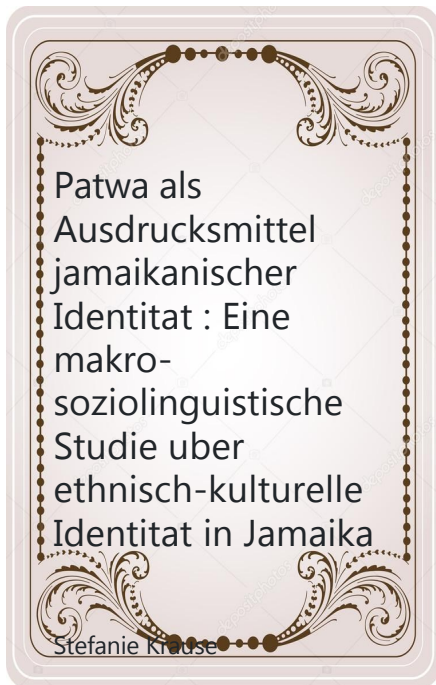 Patwa als
Ausdrucksmittel
jamaikanischer
Identitat : Eine
makro-
soziolinguistische
Studie uber
ethnisch-kulturelle
Identitat in Jamaika
Stefanie Krause